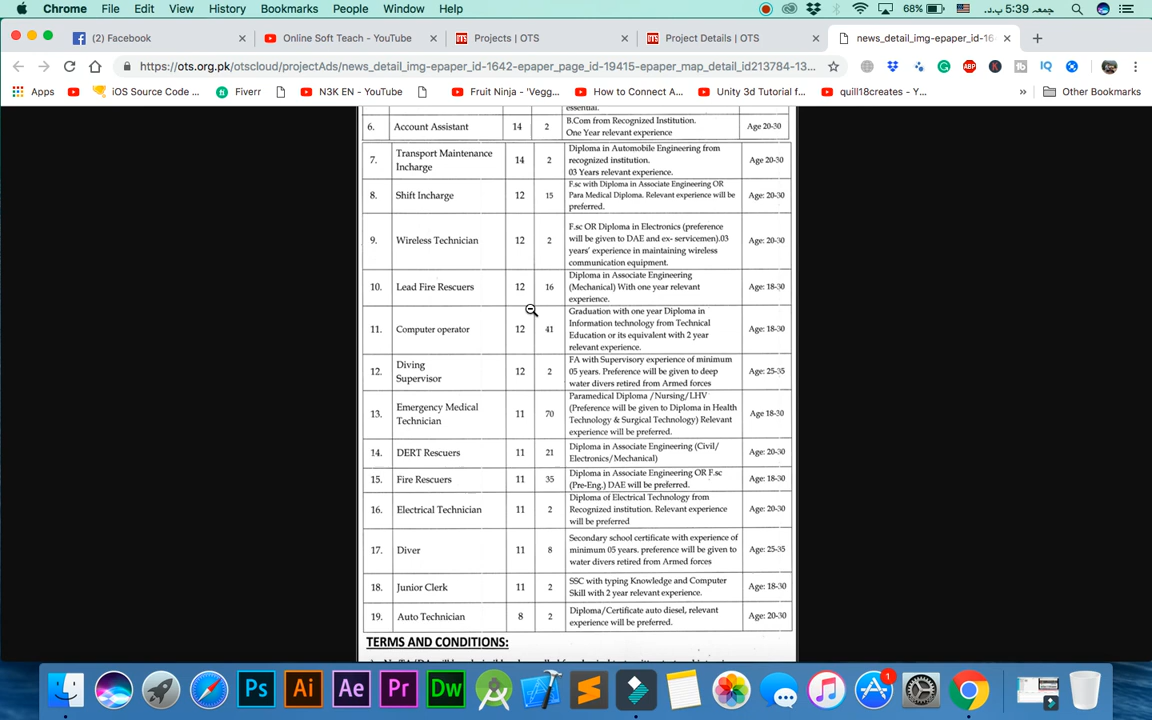 Chrome File Edit View History Bookmarks People Window Help 68% جمعہ 5:39 ب.د.
(2) Facebook
Online Soft Teach - YouTube
Projects | OTS
Project Details | OTS
news_detail_img-epaper_id-16
https://ots.org.pk/otscloud/projectAds/news_detail_img-epaper_id-1642-epaper_page_id-19415-epaper_map_detail_id213784-13...
Apps iOS Source Code ... Fiverr N3K EN - YouTube Fruit Ninja - 'Vegg... How to Connect A... Unity 3d Tutorial f... quill18creates - Y... » Other Bookmarks
essential.
6. Account Assistant 14 2 B.Com from Recognized Institution.
One Year relevant experience
Age 20-30
7. Transport Maintenance
Incharge
14 2 Diploma in Automobile Engineering from
recognized institution.
03 Years relevant experience.
Age 20-30
8. Shift Incharge 12 15 F.sc with Diploma in Associate Engineering OR
Para Medical Diploma. Relevant experience will be
preferred.
Age: 20-30
9. Wireless Technician 12 2 F.sc OR Diploma in Electronics (preference
will be given to DAE and ex- servicemen).03
years' experience in maintaining wireless
communication equipment.
Age: 20-30
10. Lead Fire Rescuers 12 16 Diploma in Associate Engineering
(Mechanical) With one year relevant
experience.
Age: 18-30
11. Computer operator 12 41 Graduation with one year Diploma in
Information technology from Technical
Education or its equivalent with 2 year
relevant experience.
Age: 18-30
12. Diving
Supervisor
12 2 FA with Supervisory experience of minimum
05 years. Preference will be given to deep
water divers retired from Armed forces
Age: 25-35
13. Emergency Medical
Technician
11 70 Paramedical Diploma /Nursing/LHV
(Preference will be given to Diploma in Health
Technology & Surgical Technology) Relevant
experience will be preferred.
Age 18-30
14. DERT Rescuers 11 21 Diploma in Associate Engineering (Civil/
Electronics/Mechanical)
Age: 20-30
15. Fire Rescuers 11 35 Diploma in Associate Engineering OR F.sc
(Pre-Eng.) DAE will be preferred.
Age: 18-30
16. Electrical Technician 11 2 Diploma of Electrical Technology from
Recognized institution. Relevant experience
will be preferred
Age: 20-30
17. Diver 11 8 Secondary school certificate with experience of
minimum 05 years. preference will be given to
water divers retired from Armed forces
Age: 25-35
18. Junior Clerk 11 2 SSC with typing Knowledge and Computer
Skill with 2 year relevant experience.
Age: 18-30
19. Auto Technician 8 2 Diploma/Certificate auto diesel, relevant
experience will be preferred.
Age: 20-30
TERMS AND CONDITIONS:
Ps Ai Ae Pr Dw 1